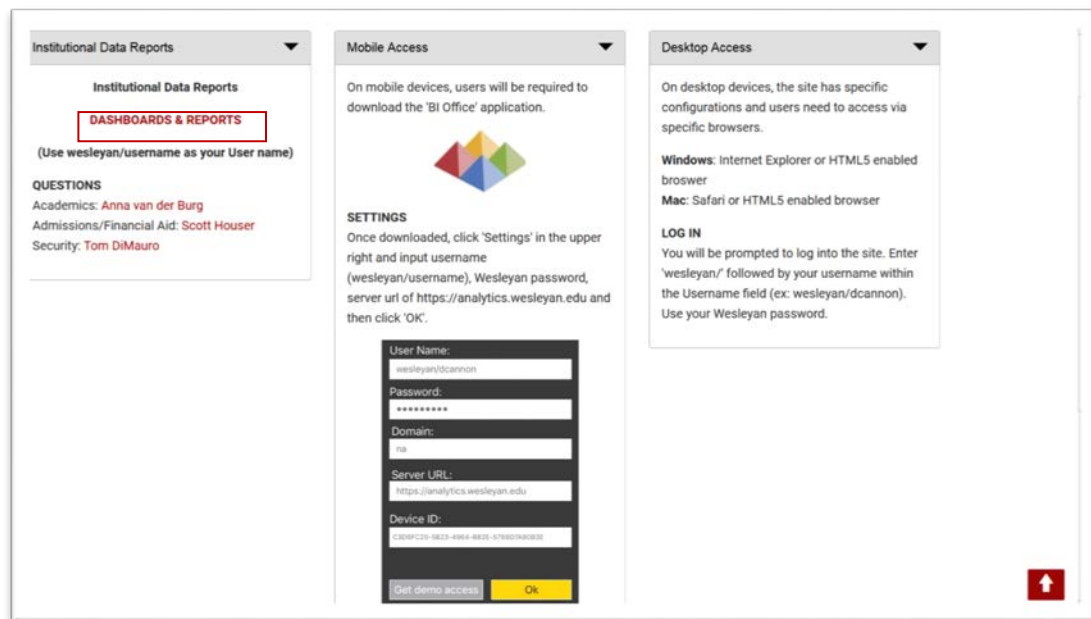 Institutional Data Reports
Institutional Data Reports
DASHBOARDS & REPORTS
(Use wesleyan/username as your User name)
QUESTIONS
Academics: Anna van der Burg
Admissions/Financial Aid: Scott Houser
Security: Tom DiMauro
Mobile Access
On mobile devices, users will be required to
download the 'BI Office' application.
SETTINGS
Once downloaded, click 'Settings' in the upper
right and input username
(wesleyan/username), Wesleyan password,
server url of https://analytics.wesleyan.edu and
then click 'OK'.
User Name:
wesleyan/dcannon
Password:
*********
Domain:
na
Server URL:
https://analytics.wesleyan.edu
Device ID:
Get demo access
Ok
Desktop Access
On desktop devices, the site has specific
configurations and users need to access via
specific browsers.
Windows: Internet Explorer or HTML5 enabled
broswer
Mac: Safari or HTML5 enabled browser
LOG IN
You will be prompted to log into the site. Enter
'wesleyan/' followed by your username within
the Username field (ex: wesleyan/dcannon).
Use your Wesleyan password.